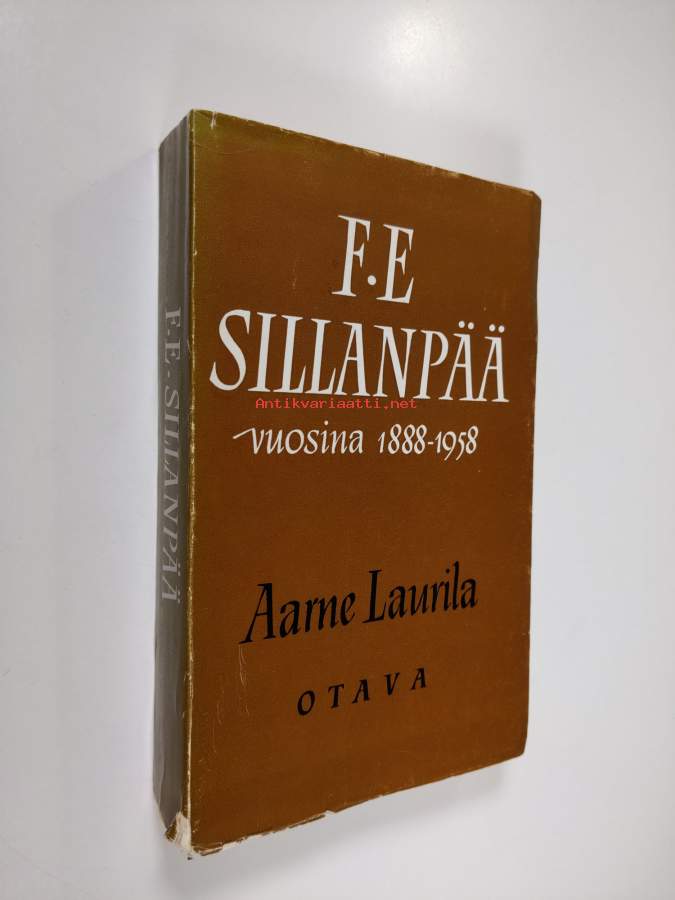 F.E
SILLANPÄÄ
Antikvariaatti.net
vuosina 1888-1958
Aarne Laurila
OTAVA
F.E. SILLANPÄÄ